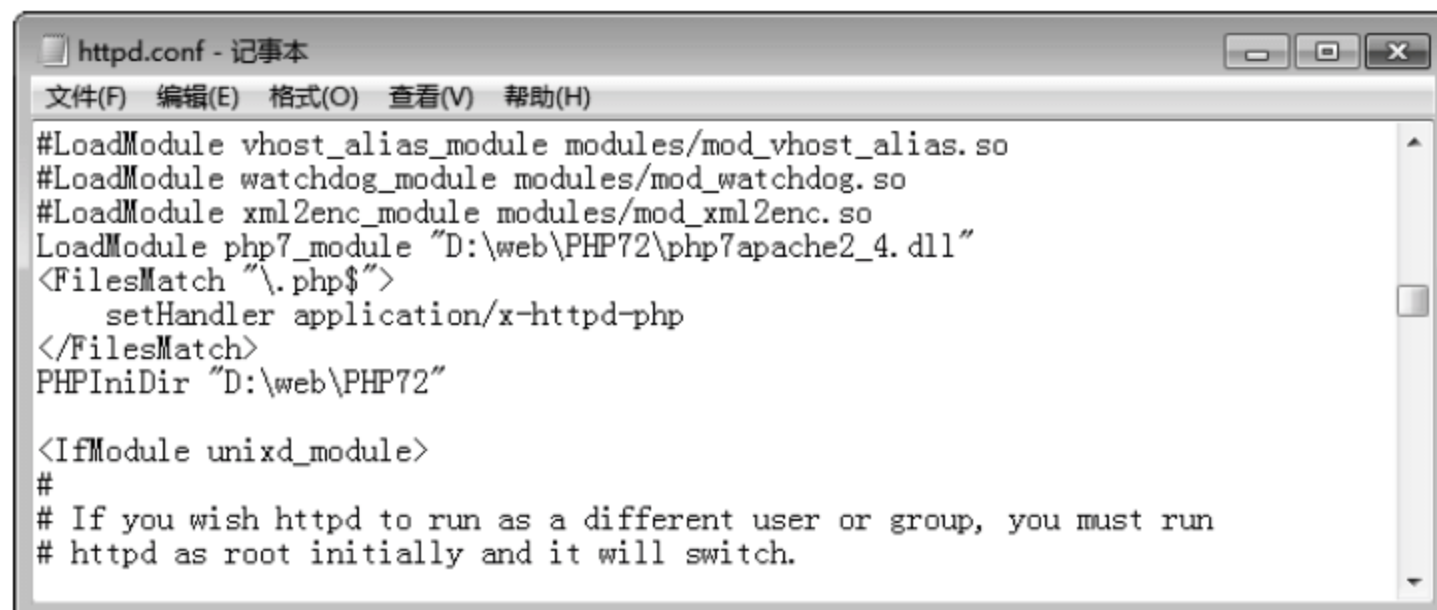 httpd.conf - 记事本
文件(F) 编辑(E) 格式(O) 查看(V) 帮助(H)
#LoadModule vhost_alias_module modules/mod_vhost_alias.so
#LoadModule watchdog_module modules/mod_watchdog.so
#LoadModule xml2enc_module modules/mod_xml2enc.so
LoadModule php7_module "D:\web\PHP72\php7apache2_4.dll"
<FilesMatch "\.php$">
    setHandler application/x-httpd-php
</FilesMatch>
PHPIniDir "D:\web\PHP72"
<IfModule unixd_module>
#
# If you wish httpd to run as a different user or group, you must run
# httpd as root initially and it will switch.